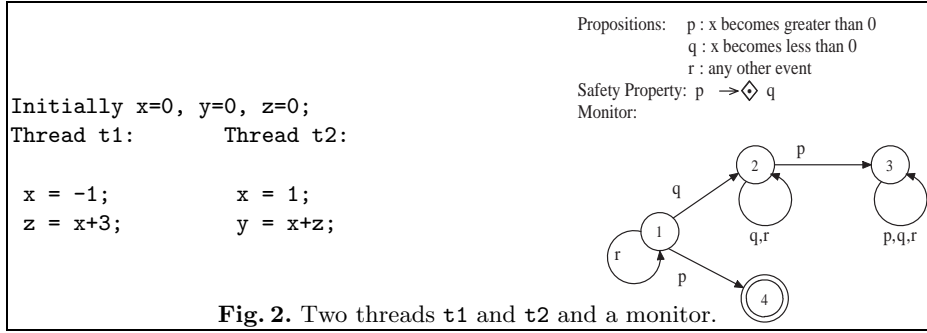 Propositions: p : x becomes greater than 0
q : x becomes less than 0
r : any other event
Safety Property: p → ⟐ q
Monitor:
Initially x=0, y=0, z=0;
Thread t1: Thread t2:
x = -1; x = 1;
z = x+3; y = x+z;
1
2
3
4
r
q
p
q,r
p
p,q,r
Fig. 2. Two threads t1 and t2 and a monitor.